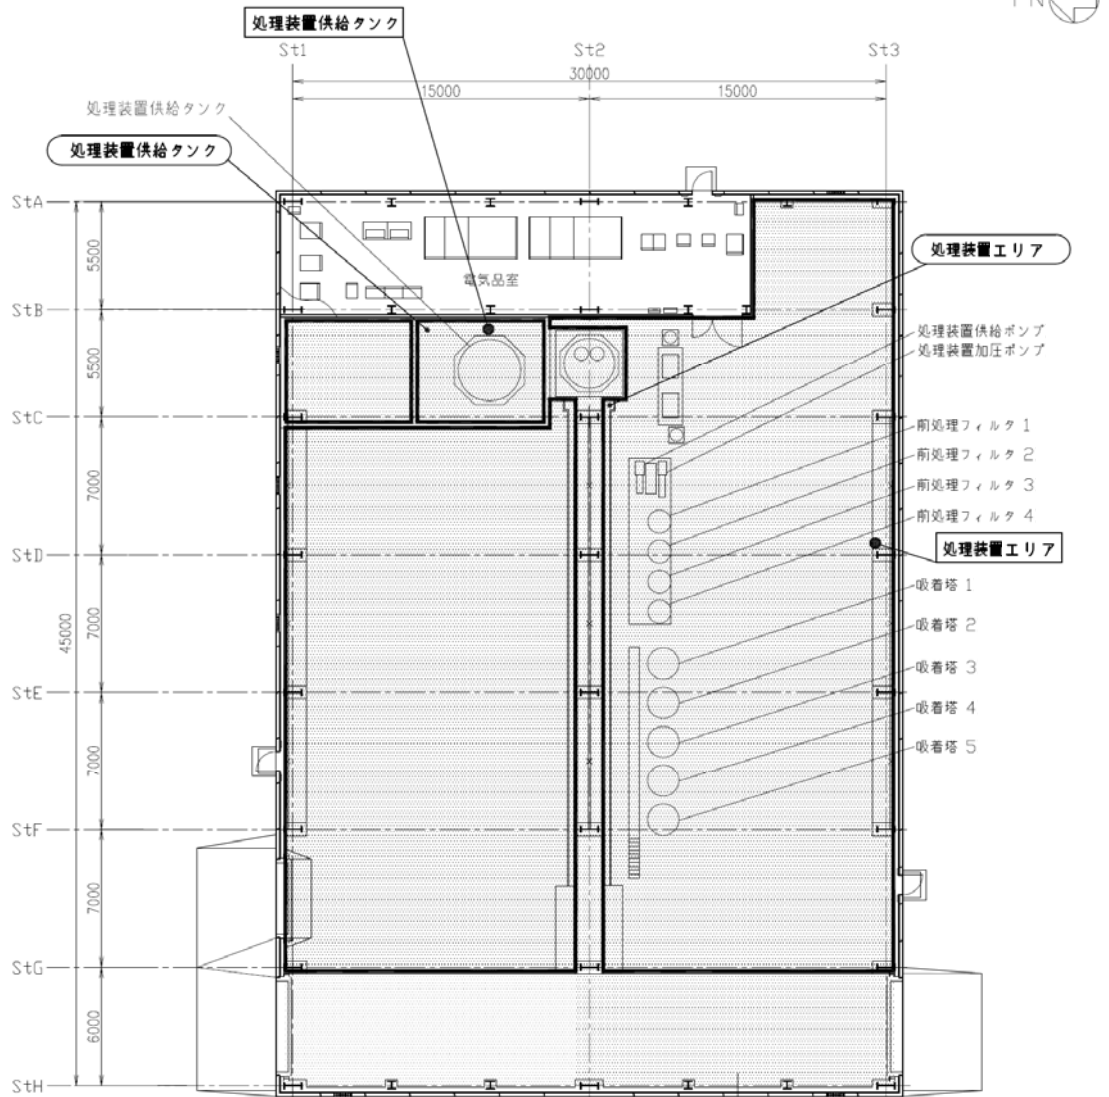 PN
処理装置供給タンク
St1
St2
St3
30000
15000
15000
処理装置供給タンク
処理装置供給タンク
StA
5500
電気品室
処理装置エリア
StB
5500
処理装置供給ポンプ
処理装置加圧ポンプ
StC
前処理フィルタ 1
前処理フィルタ 2
7000
前処理フィルタ 3
前処理フィルタ 4
StD
処理装置エリア
吸着塔 1
45000
7000
吸着塔 2
吸着塔 3
StE
吸着塔 4
吸着塔 5
7000
StF
7000
StG
6000
StH